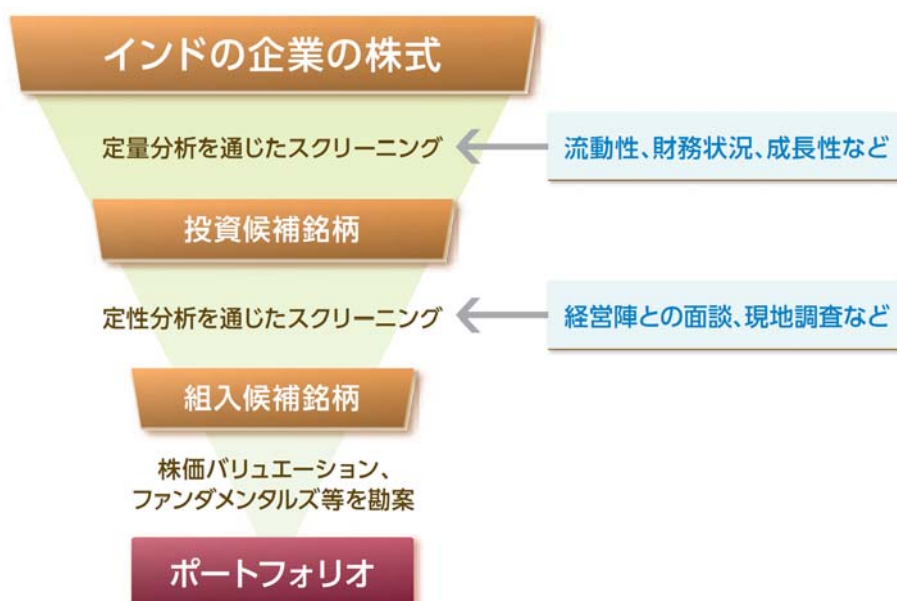 インドの企業の株式
定量分析を通じたスクリーニング
流動性、財務状況、成長性など
投資候補銘柄
定性分析を通じたスクリーニング
経営陣との面談、現地調査など
組入候補銘柄
株価バリュエーション、
ファンダメンタルズ等を勘案
ポートフォリオ